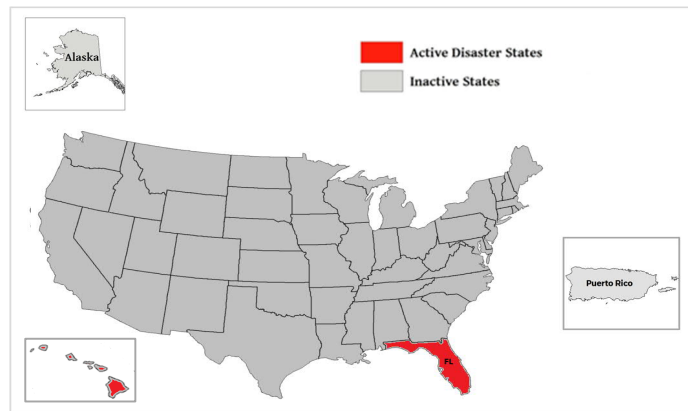 Alaska
Active Disaster States
Inactive States
Puerto Rico
FL